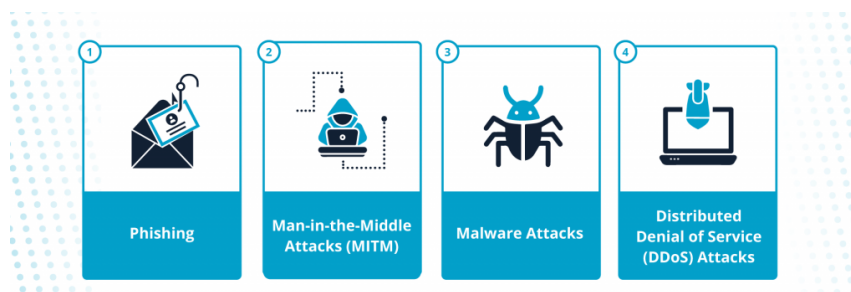 1
Phishing
2
Man-in-the-Middle
Attacks (MITM)
3
Malware Attacks
4
Distributed
Denial of Service
(DDoS) Attacks